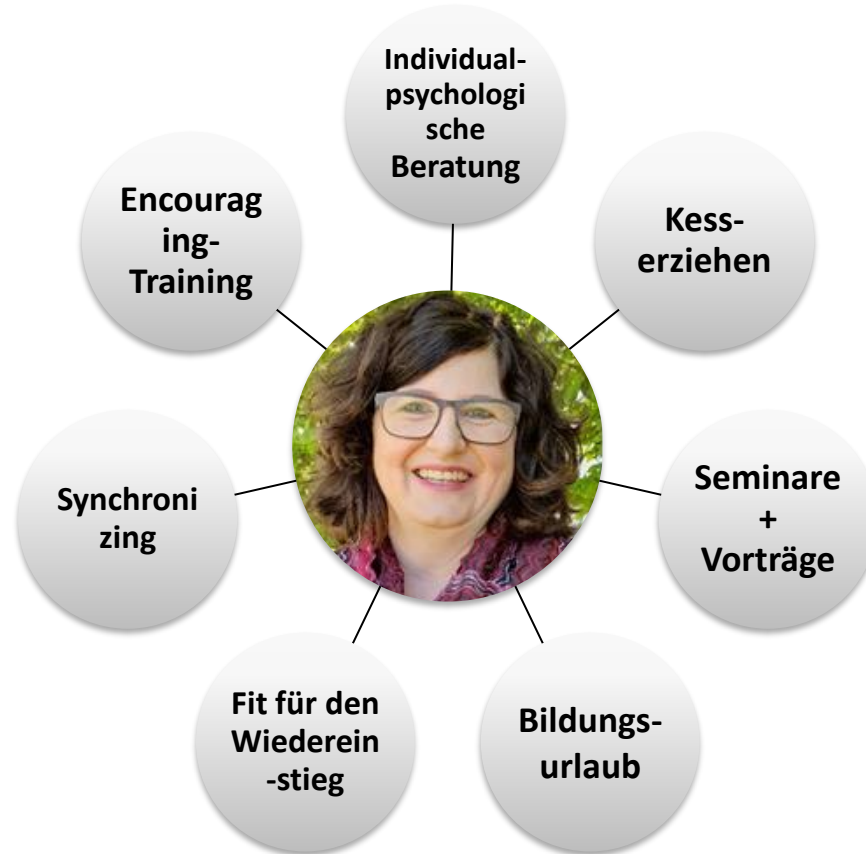 Individual-
psychologi
sche
Beratung
Kess-
erziehen
Seminare
+
Vorträge
Bildungs-
urlaub
Fit für den
Wiederein
-stieg
Synchroni
zing
Encourag
ing-
Training